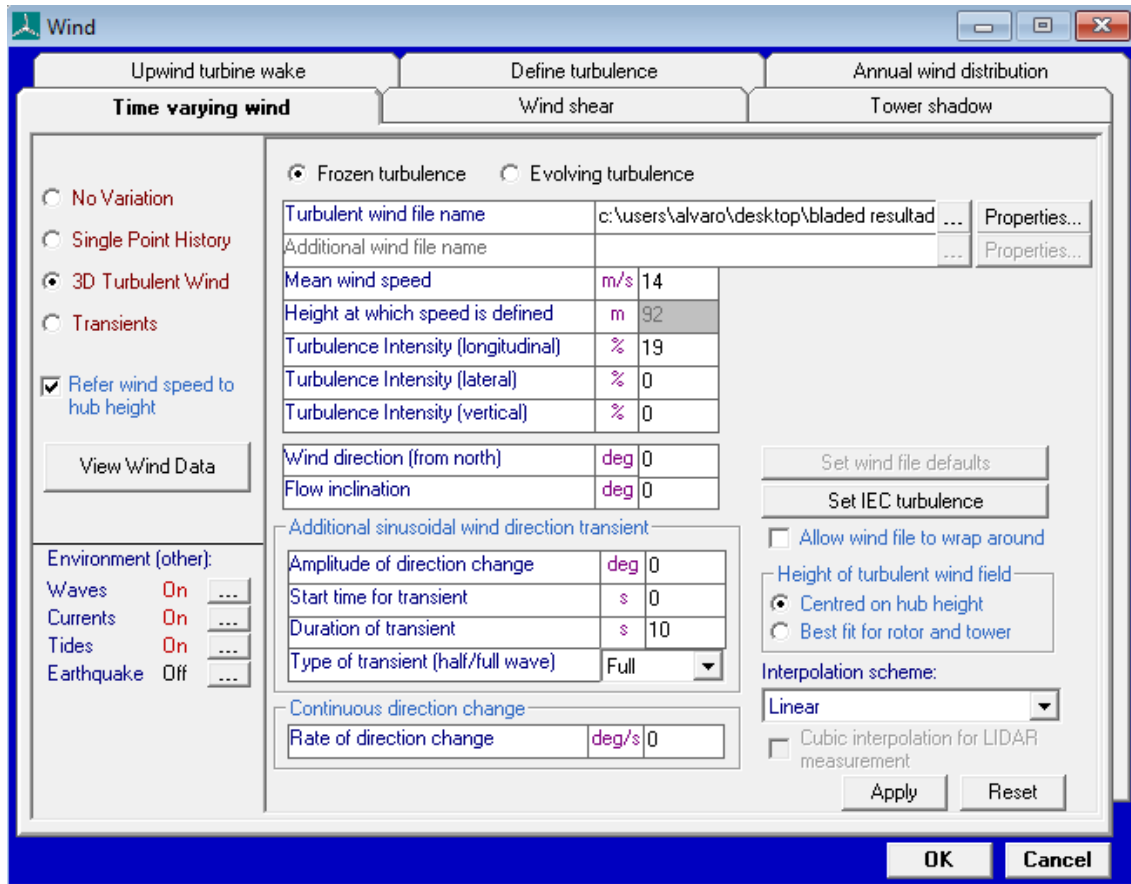 Wind
Upwind turbine wake
Define turbulence
Annual wind distribution
Time varying wind
Wind shear
Tower shadow
No Variation
Single Point History
3D Turbulent Wind
Transients
Refer wind speed to
hub height
View Wind Data
Environment (other):
Waves On ...
Currents On ...
Tides On ...
Earthquake Off ...
Frozen turbulence Evolving turbulence
Turbulent wind file name c:\users\alvaro\desktop\bladed resultad ... Properties...
Additional wind file name ... Properties...
Mean wind speed m/s 14
Height at which speed is defined m 92
Turbulence Intensity (longitudinal) % 19
Turbulence Intensity (lateral) % 0
Turbulence Intensity (vertical) % 0
Wind direction (from north) deg 0
Flow inclination deg 0
Additional sinusoidal wind direction transient
Amplitude of direction change deg 0
Start time for transient s 0
Duration of transient s 10
Type of transient (half/full wave) Full
Continuous direction change
Rate of direction change deg/s 0
Set wind file defaults
Set IEC turbulence
Allow wind file to wrap around
Height of turbulent wind field
Centred on hub height
Best fit for rotor and tower
Interpolation scheme:
Linear
Cubic interpolation for LIDAR
measurement
Apply Reset
OK Cancel